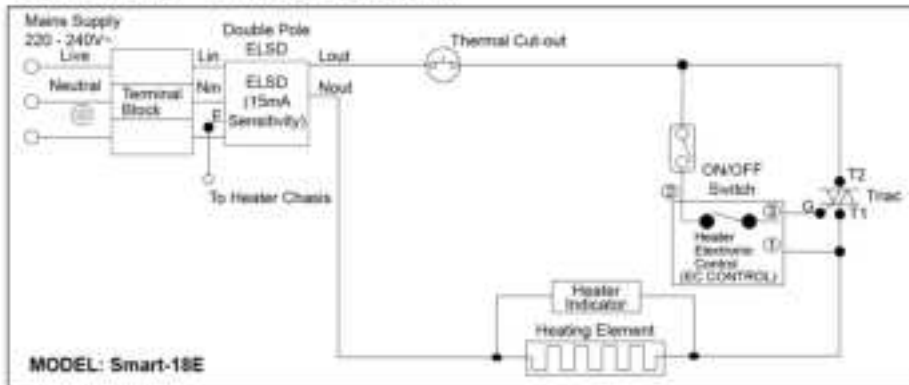 Mains Supply
220 - 240V~
Live
Neutral
Terminal
Block
Lin
Nin
E
Double Pole
ELSD
ELSD
(15mA
Sensitivity)
Lout
Nout
To Heater Chasis
Thermal Cut-out
ON/OFF
Switch
②
③
①
Heater
Electronic
Control
(EC CONTROL)
G
T2
T1
Triac
Heater
Indicator
Heating Element
MODEL: Smart-18E